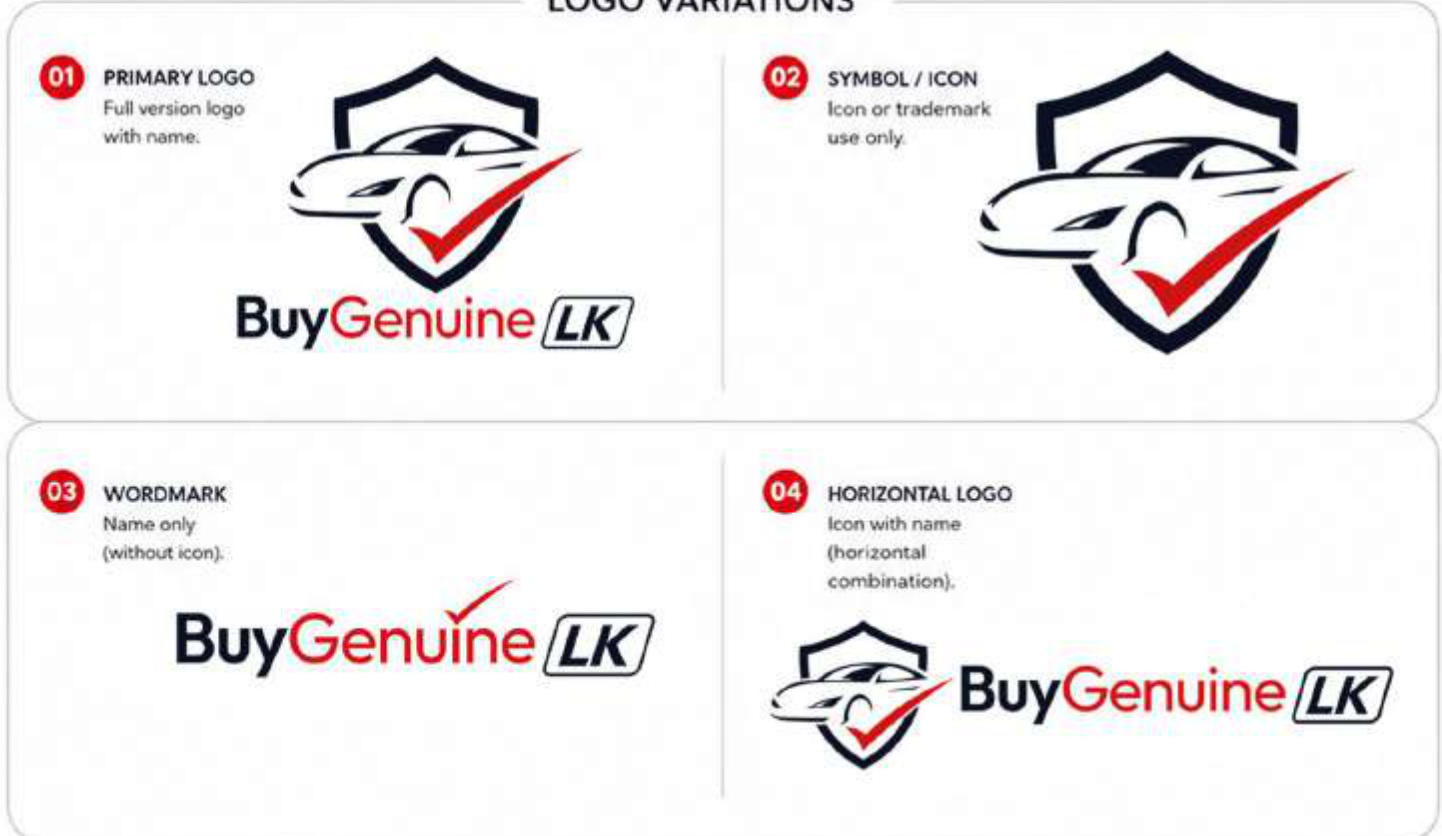 LOGO VARIATIONS
01 PRIMARY LOGO
Full version logo
with name.
BuyGenuine LK
02 SYMBOL / ICON
Icon or trademark
use only.
03 WORDMARK
Name only
(without icon).
BuyGenuine LK
04 HORIZONTAL LOGO
Icon with name
(horizontal
combination).
BuyGenuine LK